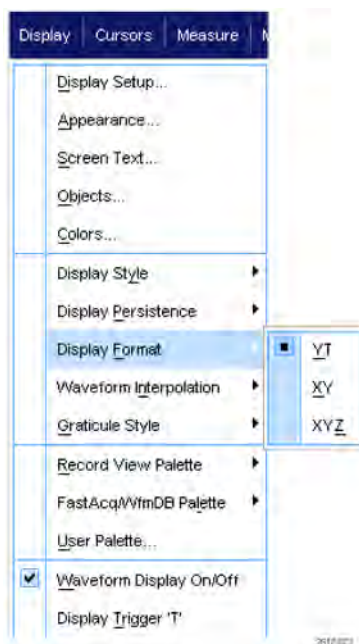 Display Cursors Measure
Display Setup...
Appearance...
Screen Text...
Objects...
Colors...
Display Style
Display Persistence
Display Format
YT
Waveform Interpolation
XY
Graticule Style
XYZ
Record View Palette
FastAcq/WfmDB Palette
User Palette...
Waveform Display On/Off
Display Trigger 'T'